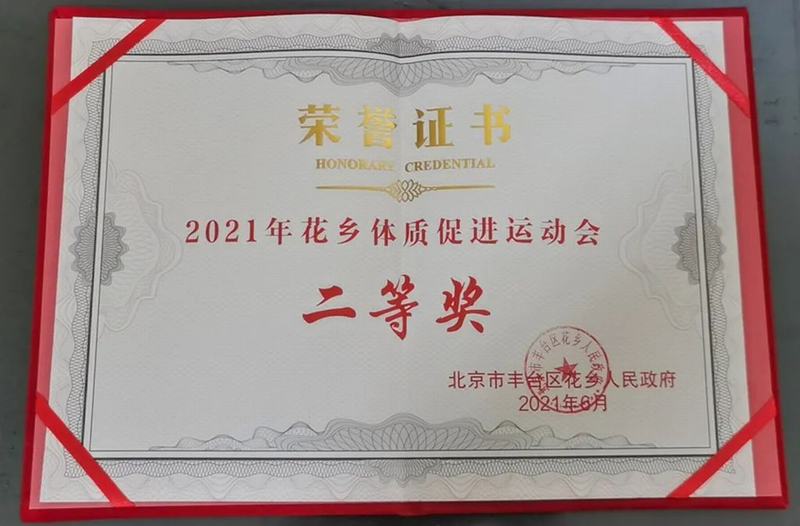 荣誉证书
HONORARY CREDENTIAL
2021年花乡体质促进运动会
二等奖
北京市丰台区花乡人民政府
2021年6月